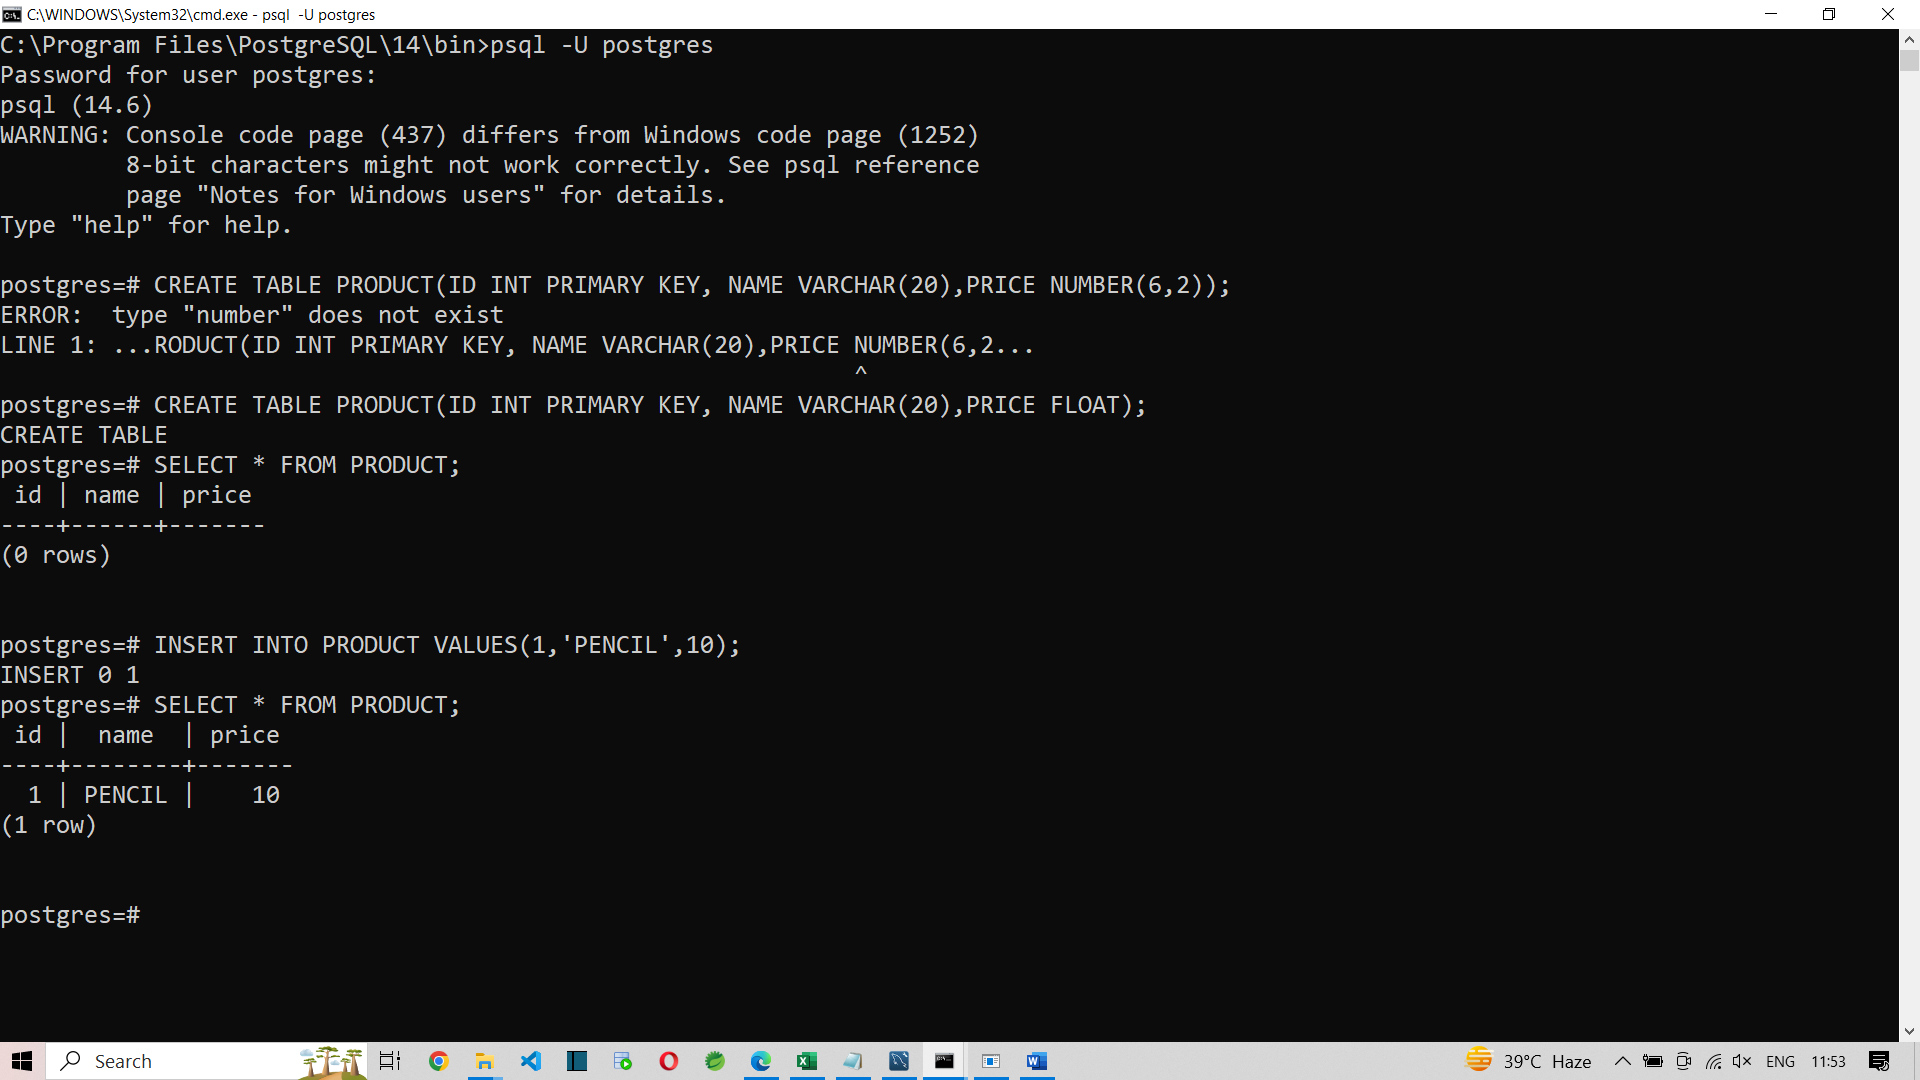 C:\WINDOWS\System32\cmd.exe - psql  -U postgres
C:\Program Files\PostgreSQL\14\bin>psql -U postgres
Password for user postgres:
psql (14.6)
WARNING: Console code page (437) differs from Windows code page (1252)
         8-bit characters might not work correctly. See psql reference
         page "Notes for Windows users" for details.
Type "help" for help.

postgres=# CREATE TABLE PRODUCT(ID INT PRIMARY KEY, NAME VARCHAR(20),PRICE NUMBER(6,2));
ERROR:  type "number" does not exist
LINE 1: ...RODUCT(ID INT PRIMARY KEY, NAME VARCHAR(20),PRICE NUMBER(6,2...
                                                             ^
postgres=# CREATE TABLE PRODUCT(ID INT PRIMARY KEY, NAME VARCHAR(20),PRICE FLOAT);
CREATE TABLE
postgres=# SELECT * FROM PRODUCT;
 id | name | price
----+------+-------
(0 rows)


postgres=# INSERT INTO PRODUCT VALUES(1,'PENCIL',10);
INSERT 0 1
postgres=# SELECT * FROM PRODUCT;
 id |  name  | price
----+--------+-------
  1 | PENCIL |    10
(1 row)


postgres=#
Search 39°C Haze ENG 11:53